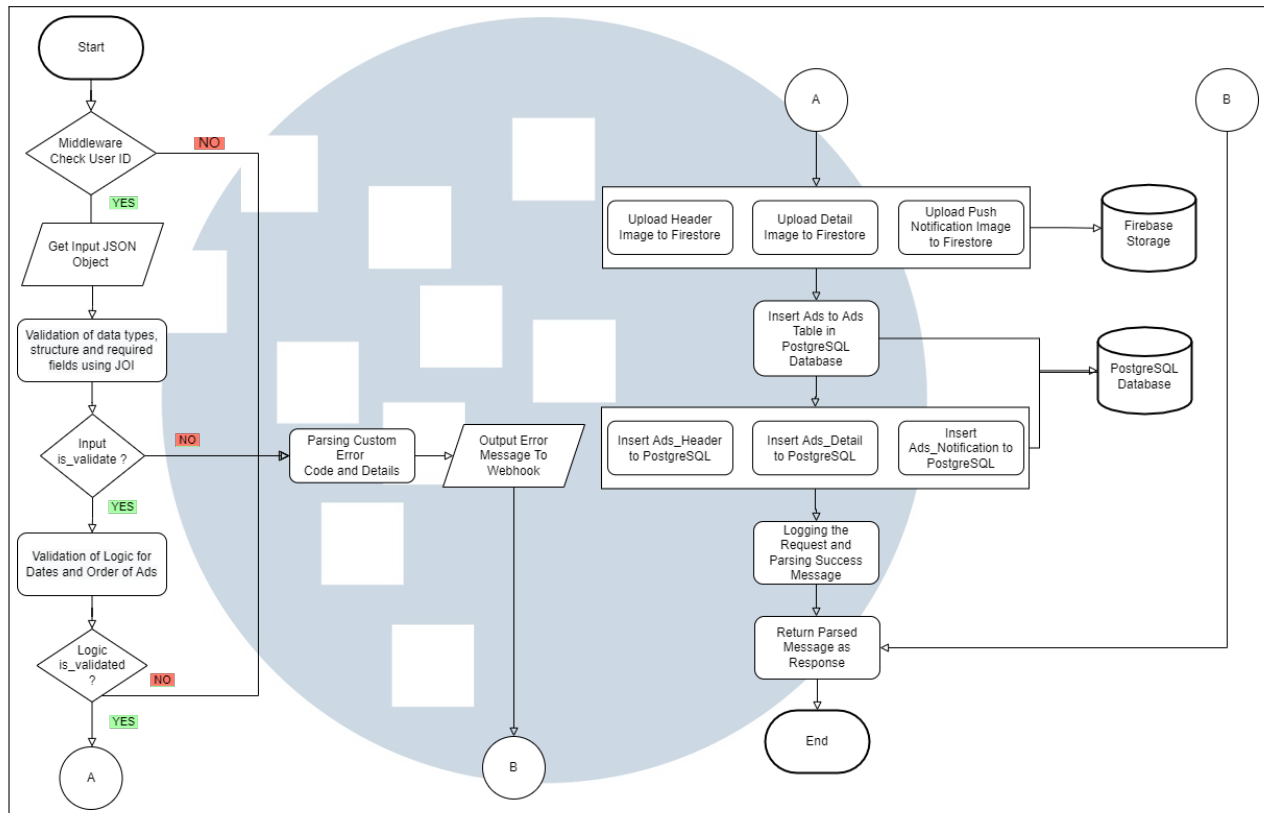 Start
Middleware
Check User ID
NO
YES
Get Input JSON
Object
Validation of data types,
structure and required
fields using JOI
Input
is_validate ?
NO
YES
Validation of Logic for
Dates and Order of Ads
Logic
is_validated
?
NO
YES
A
Parsing Custom
Error
Code and Details
Output Error
Message To
Webhook
B
A
Upload Header
Image to Firestore
Upload Detail
Image to Firestore
Upload Push
Notification Image
to Firestore
Firebase
Storage
Insert Ads to Ads
Table in
PostgreSQL
Database
PostgreSQL
Database
Insert Ads_Header
to PostgreSQL
Insert Ads_Detail
to PostgreSQL
Insert
Ads_Notification to
PostgreSQL
Logging the
Request and
Parsing Success
Message
Return Parsed
Message as
Response
End
B